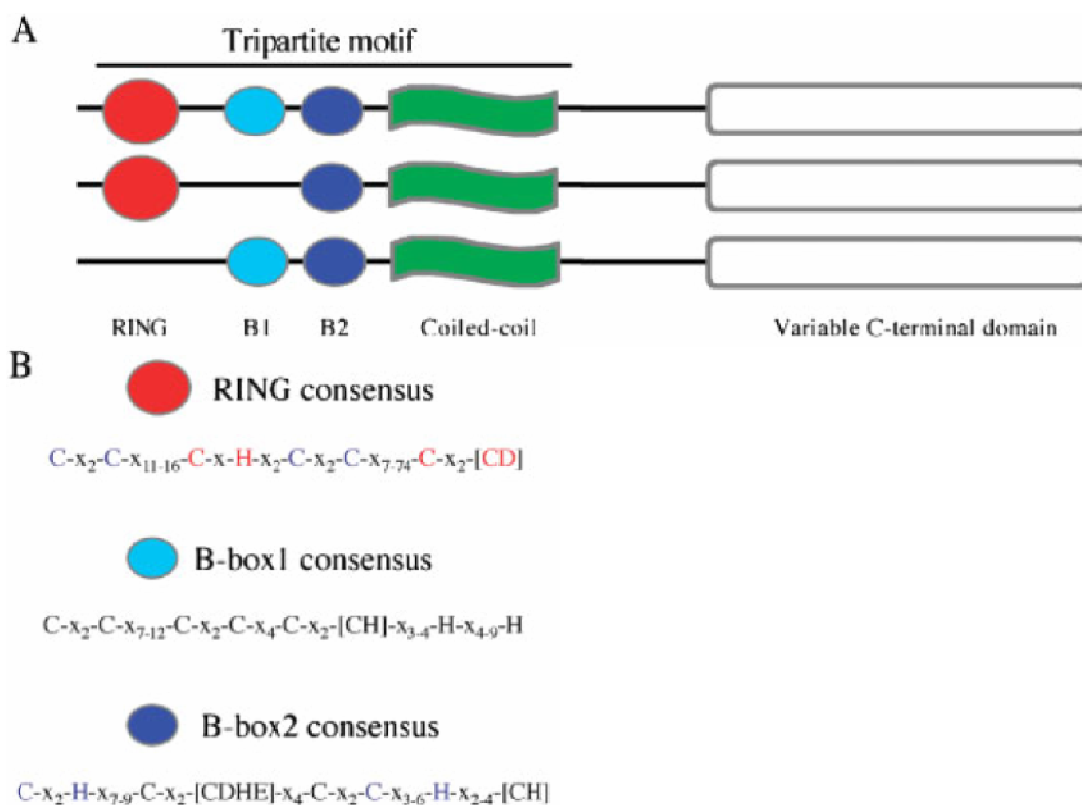 A
Tripartite motif
RING B1 B2 Coiled-coil Variable C-terminal domain
B
RING consensus
C-x₂-C-x₁₁₋₁₆-C-x-H-x₂-C-x₂-C-x₇₋₇₄-C-x₂-[CD]
B-box1 consensus
C-x₂-C-x₇₋₁₂-C-x₂-C-x₄-C-x₂-[CH]-x₃₋₄-H-x₄₋₉-H
B-box2 consensus
C-x₂-H-x₇₋₉-C-x₂-[CDHE]-x₄-C-x₂-C-x₃₋₆-H-x₂₋₄-[CH]